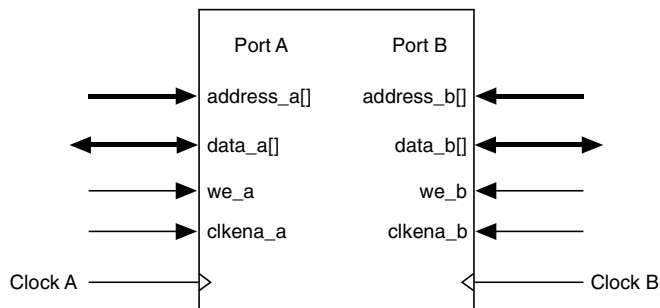 Port A Port B
address_a[] address_b[]
data_a[] data_b[]
we_a we_b
clkena_a clkena_b
Clock A Clock B